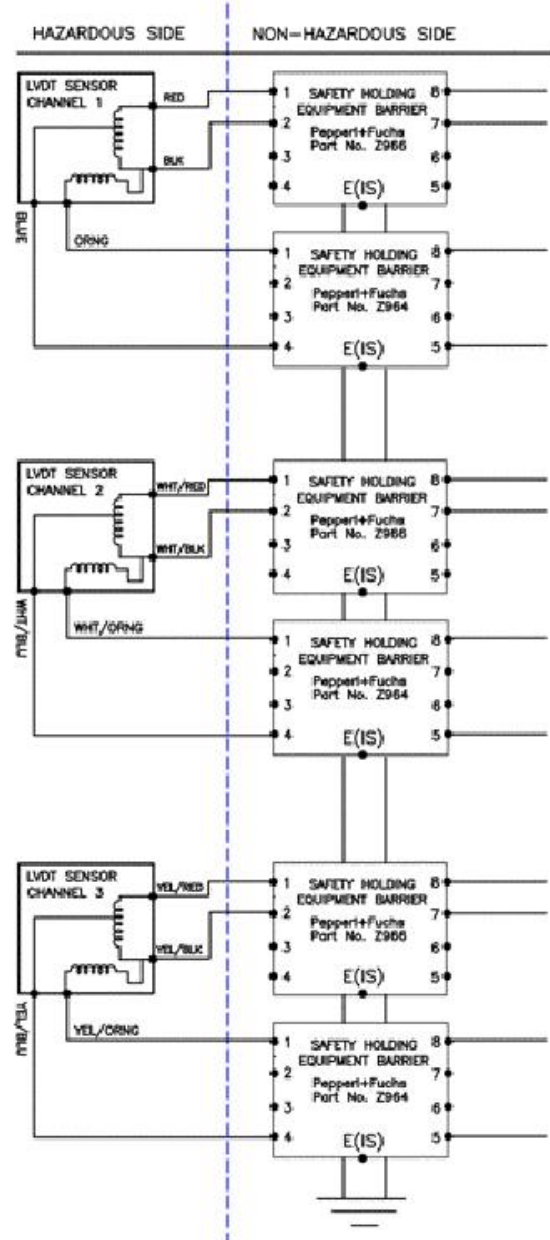 HAZARDOUS SIDE
NON-HAZARDOUS SIDE
LVDT SENSOR
CHANNEL 1
RED
BLK
BLUE
ORNG
1
2
3
4
SAFETY HOLDING
EQUIPMENT BARRIER
Pepperl+Fuchs
Part No. Z966
E(IS)
8
7
6
5
1
2
3
4
SAFETY HOLDING
EQUIPMENT BARRIER
Pepperl+Fuchs
Part No. Z964
E(IS)
8
7
6
5
LVDT SENSOR
CHANNEL 2
WHT/RED
WHT/BLK
WHT/BLU
WHT/ORNG
1
2
3
4
SAFETY HOLDING
EQUIPMENT BARRIER
Pepperl+Fuchs
Part No. Z966
E(IS)
8
7
6
5
1
2
3
4
SAFETY HOLDING
EQUIPMENT BARRIER
Pepperl+Fuchs
Part No. Z964
E(IS)
8
7
6
5
LVDT SENSOR
CHANNEL 3
YEL/RED
YEL/BLK
YEL/BLU
YEL/ORNG
1
2
3
4
SAFETY HOLDING
EQUIPMENT BARRIER
Pepperl+Fuchs
Part No. Z966
E(IS)
8
7
6
5
1
2
3
4
SAFETY HOLDING
EQUIPMENT BARRIER
Pepperl+Fuchs
Part No. Z964
E(IS)
8
7
6
5